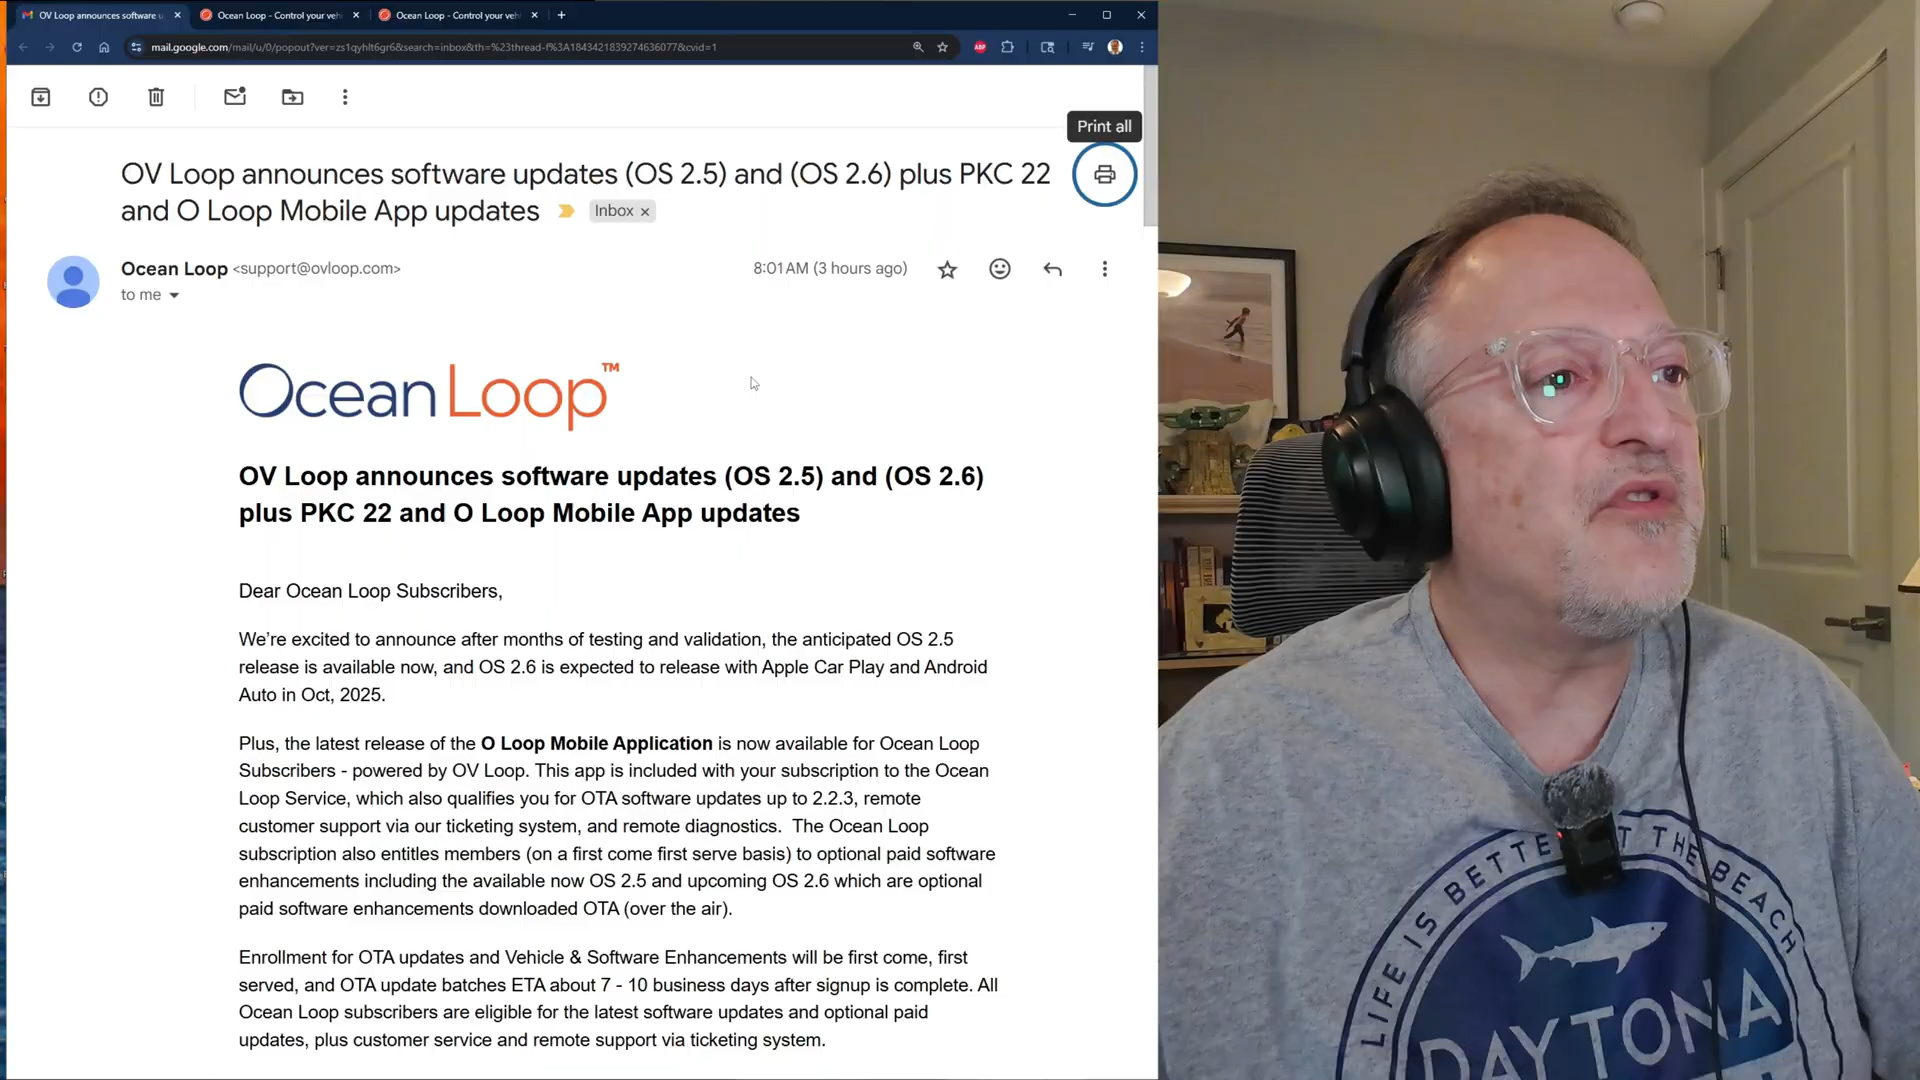 OV Loop announces software u
Ocean Loop - Control your vehi
Ocean Loop - Control your vehi
mail.google.com/mail/u/0/popout?ver=zs1qyhlt6gr6&search=inbox&th=%23thread-f%3A1843421839274636077&cvid=1
ABP
Print all
OV Loop announces software updates (OS 2.5) and (OS 2.6) plus PKC 22
and O Loop Mobile App updates
Inbox x
Ocean Loop <support@ovloop.com>
8:01 AM (3 hours ago)
to me
Ocean Loop™
OV Loop announces software updates (OS 2.5) and (OS 2.6)
plus PKC 22 and O Loop Mobile App updates
Dear Ocean Loop Subscribers,
We’re excited to announce after months of testing and validation, the anticipated OS 2.5
release is available now, and OS 2.6 is expected to release with Apple Car Play and Android
Auto in Oct, 2025.
Plus, the latest release of the O Loop Mobile Application is now available for Ocean Loop
Subscribers - powered by OV Loop. This app is included with your subscription to the Ocean
Loop Service, which also qualifies you for OTA software updates up to 2.2.3, remote
customer support via our ticketing system, and remote diagnostics. The Ocean Loop
subscription also entitles members (on a first come first serve basis) to optional paid software
enhancements including the available now OS 2.5 and upcoming OS 2.6 which are optional
paid software enhancements downloaded OTA (over the air).
Enrollment for OTA updates and Vehicle & Software Enhancements will be first come, first
served, and OTA update batches ETA about 7 - 10 business days after signup is complete. All
Ocean Loop subscribers are eligible for the latest software updates and optional paid
updates, plus customer service and remote support via ticketing system.
LIFE IS BETTER AT THE BEACH
DAYTONA